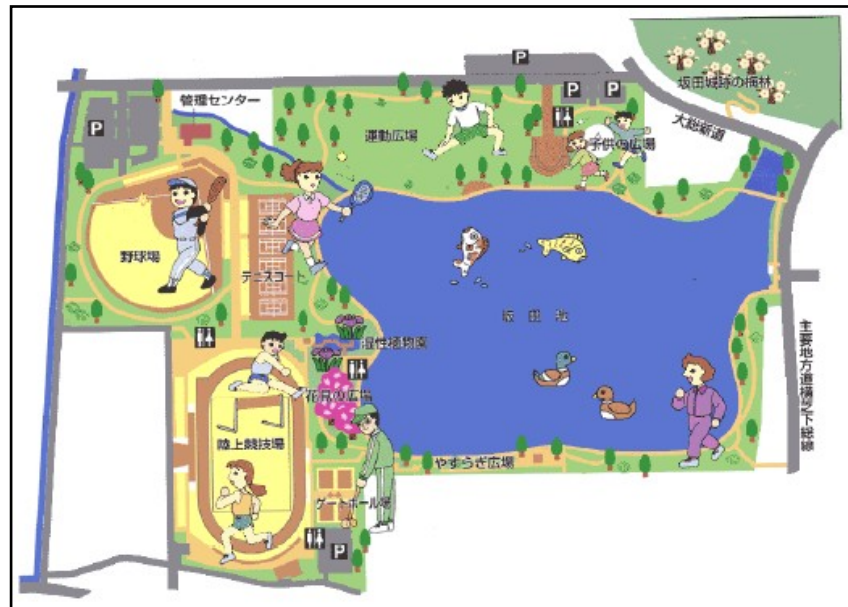 P
坂田城跡の梅林
管理センター
P
P
P
大総新道
運動広場
子供の広場
野球場
テニスコート
坂田池
主要地方道横芝下総線
湿性植物園
花見の広場
陸上競技場
やすらぎ広場
ゲートボール場
P